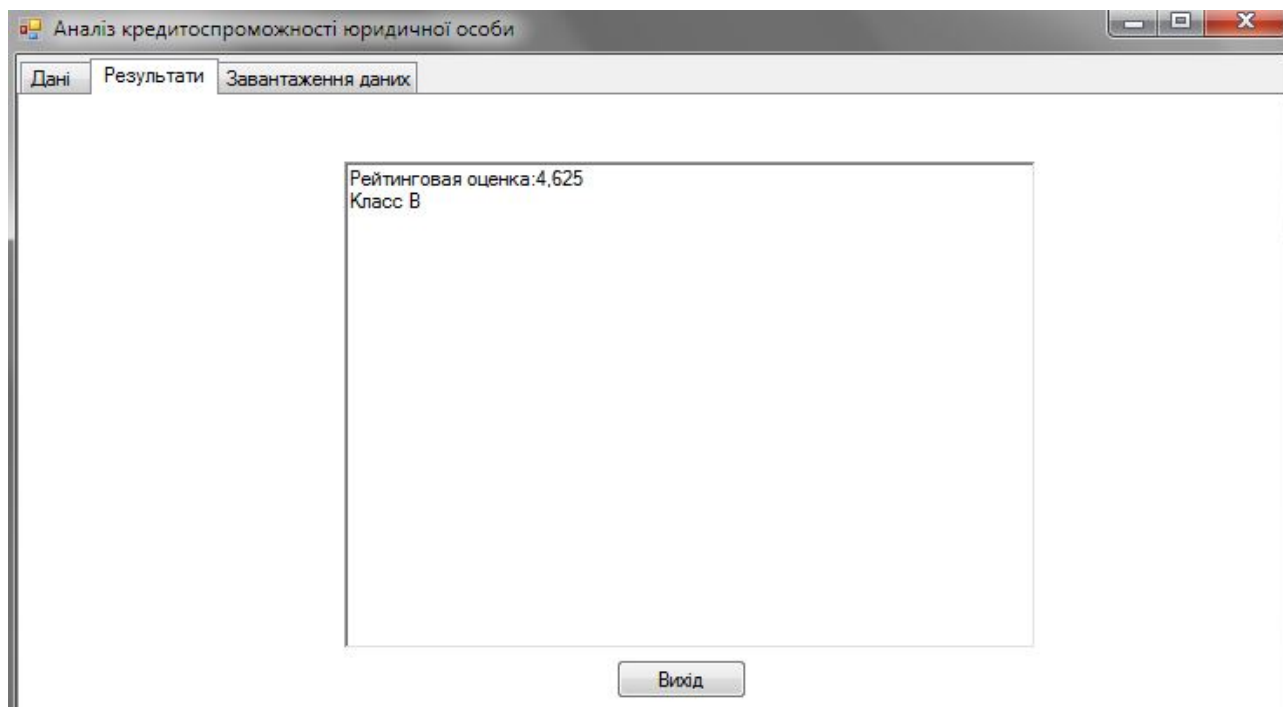 Аналіз кредитоспроможності юридичної особи
Дані Результати Завантаження даних
Рейтинговая оценка:4,625
Класс В
Вихід